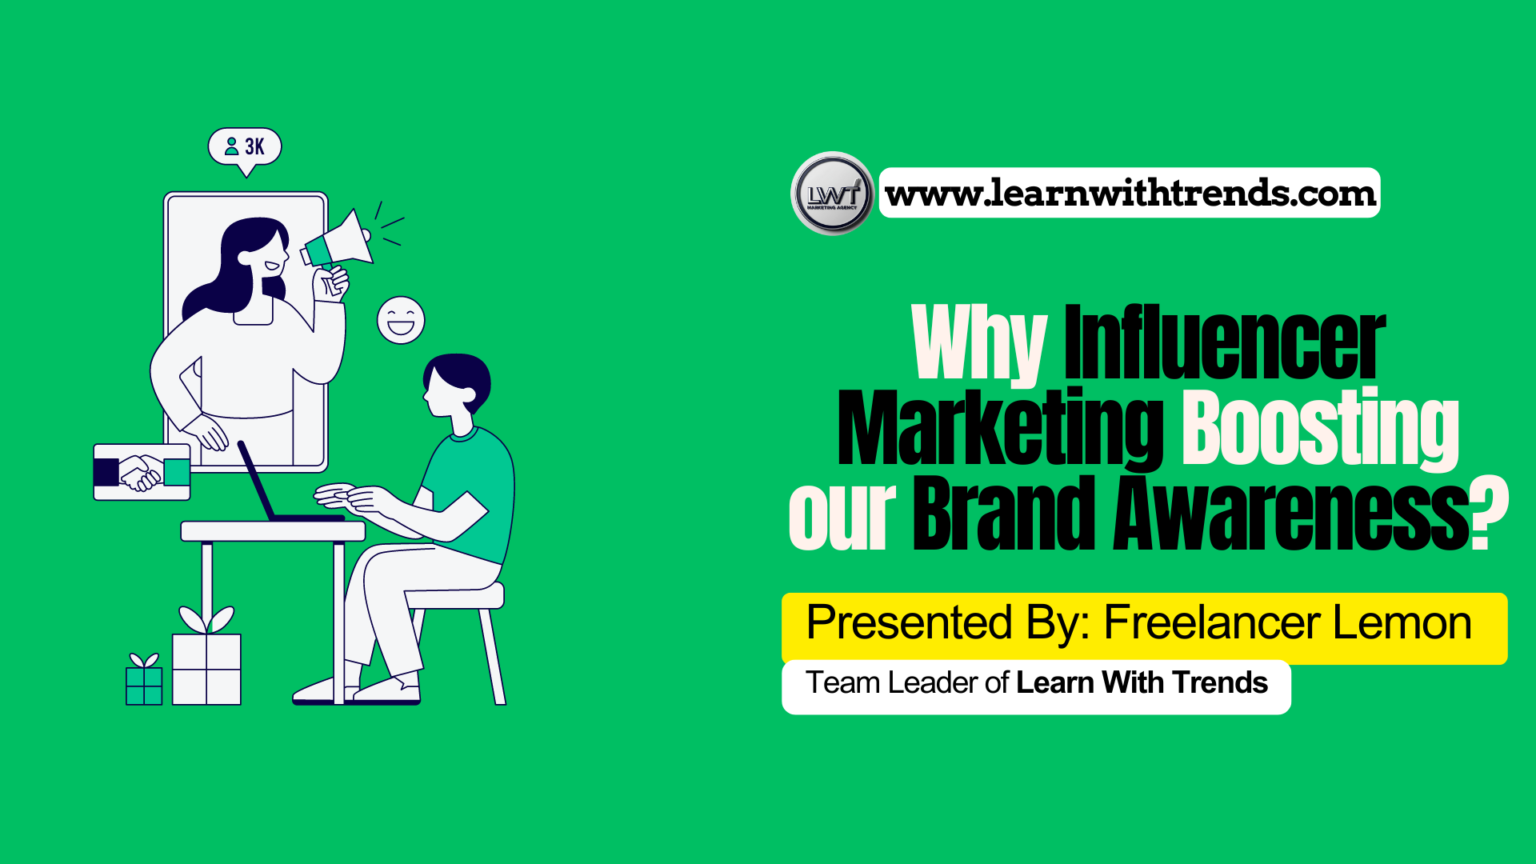 3K
LWT
MARKETING AGENCY
www.learnwithtrends.com
Why Influencer
Marketing Boosting
our Brand Awareness?
Presented By: Freelancer Lemon
Team Leader of Learn With Trends